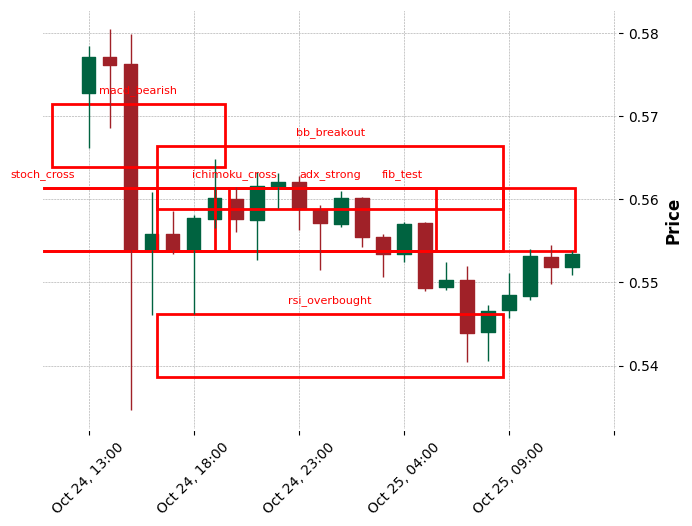 0.58
macd_bearish
0.57
bb_breakout
stoch_cross
ichimoku_cross
adx_strong
fib_test
0.56
Price
0.55
rsi_overbought
0.54
Oct 24, 13:00
Oct 24, 18:00
Oct 24, 23:00
Oct 25, 04:00
Oct 25, 09:00